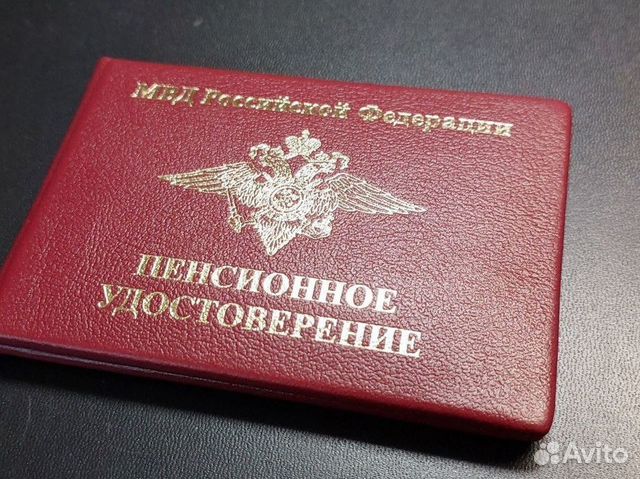 МВД Российской Федерации
ПЕНСИОННОЕ
УДОСТОВЕРЕНИЕ
Avito